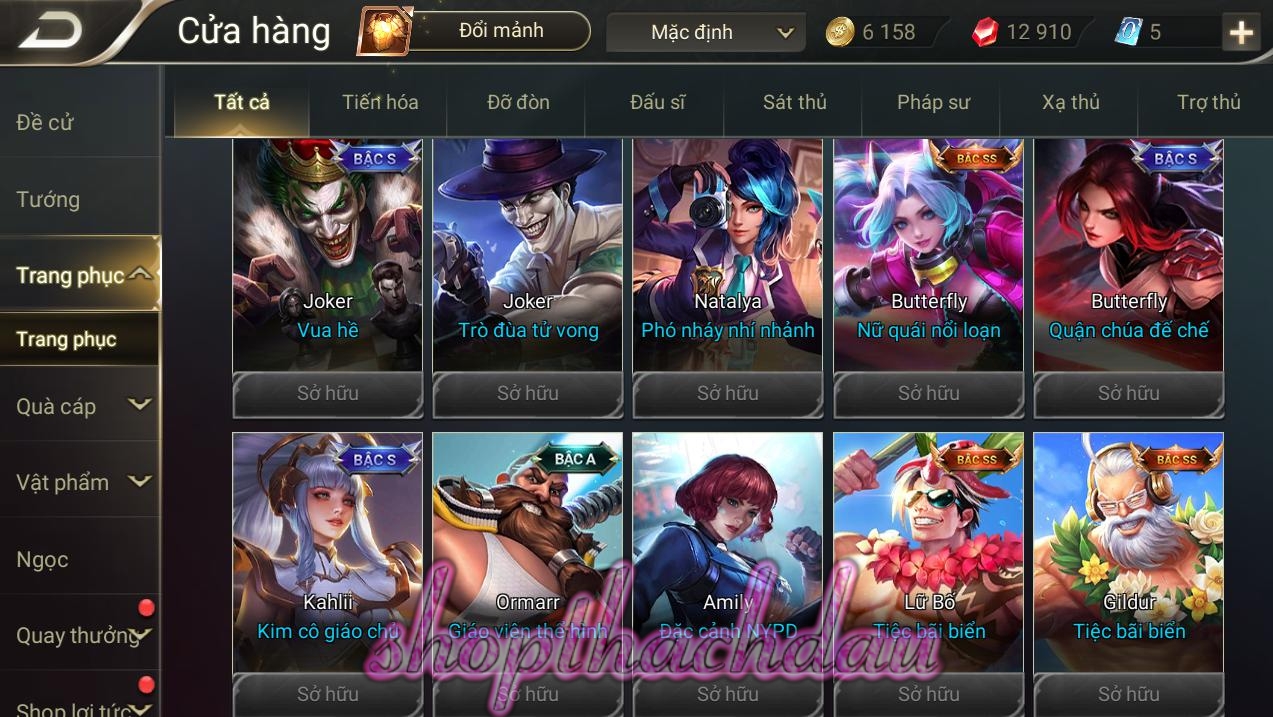 Cửa hàng
Đổi mảnh
Mặc định
6 158
12 910
5
Đề cử
Tướng
Trang phục
Trang phục
Quà cáp
Vật phẩm
Ngọc
Quay thưởng
Shop lợi tức
Tất cả
Tiến hóa
Đỡ đòn
Đấu sĩ
Sát thủ
Pháp sư
Xạ thủ
Trợ thủ
BẬC S
Joker
Vua hề
Sở hữu
Joker
Trò đùa tử vong
Sở hữu
Natalya
Phó nháy nhí nhảnh
Sở hữu
BẬC SS
Butterfly
Nữ quái nổi loạn
Sở hữu
BẬC S
Butterfly
Quận chúa đế chế
Sở hữu
BẬC S
Kahlii
Kim cô giáo chủ
Sở hữu
BẬC A
Ormarr
Giáo viên thể hình
Sở hữu
Amily
Đặc cảnh NYPD
Sở hữu
BẬC SS
Lữ Bố
Tiệc bãi biển
Sở hữu
BẬC SS
Gildur
Tiệc bãi biển
Sở hữu
shopthachdau